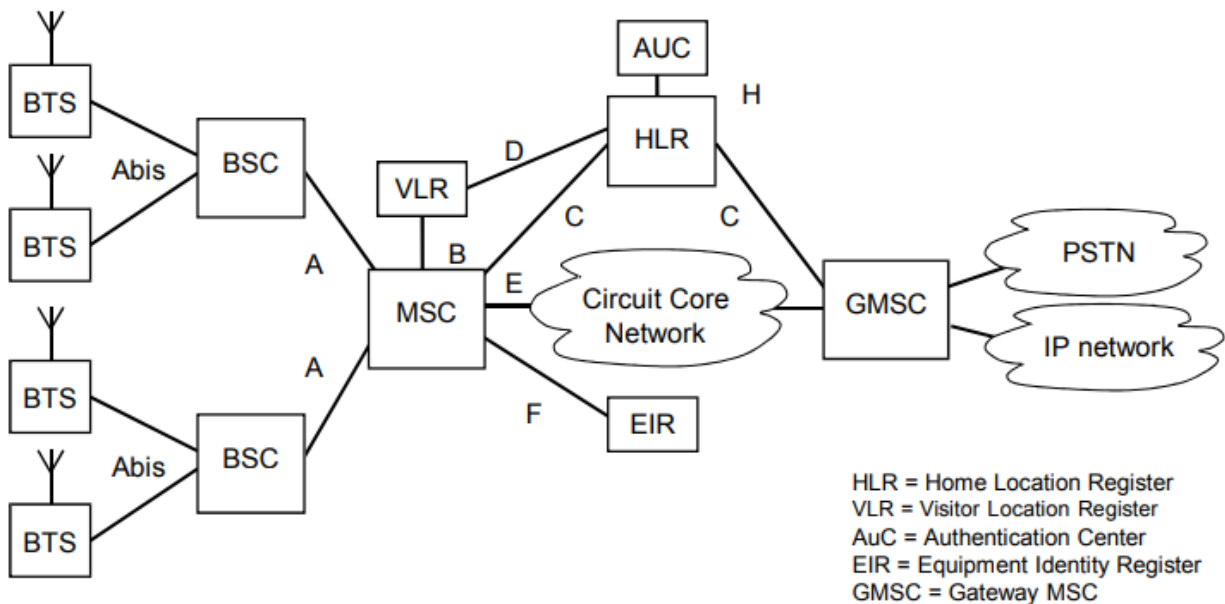 AUC
BTS
H
BSC
HLR
D
Abis
VLR
BTS
C
C
PSTN
A
B
E
Circuit Core
Network
MSC
GMSC
IP network
A
BTS
F
EIR
BSC
Abis
BTS
HLR = Home Location Register
VLR = Visitor Location Register
AuC = Authentication Center
EIR = Equipment Identity Register
GMSC = Gateway MSC